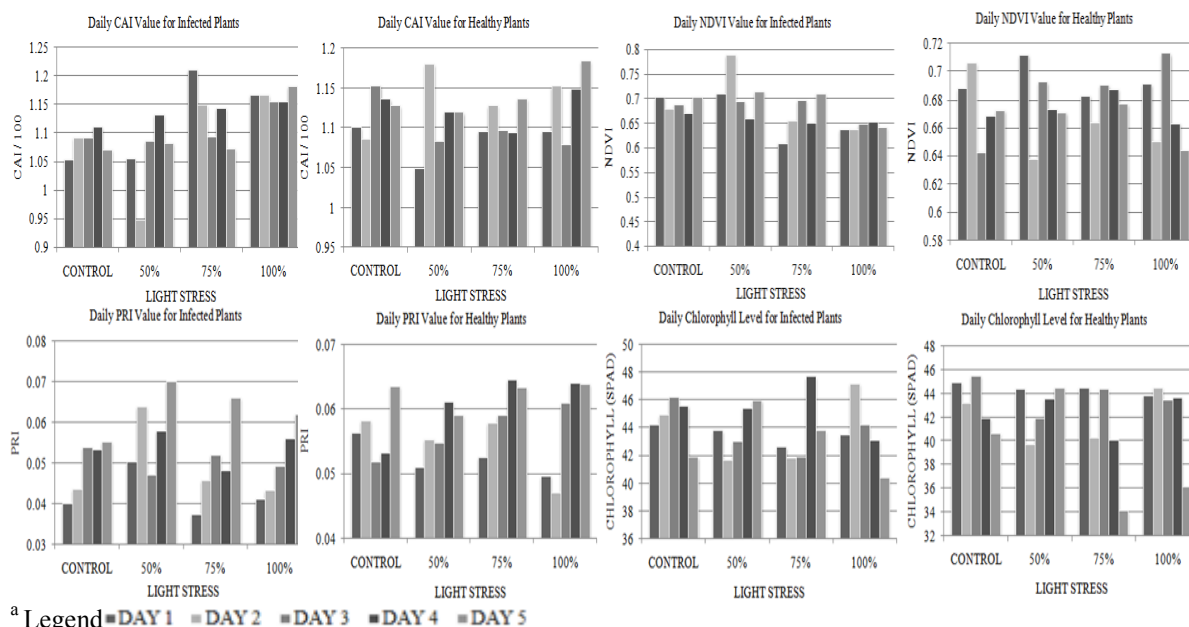 Daily CAI Value for Infected Plants
1.25
1.2
1.15
1.1
1.05
1
0.95
0.9
CAI / 100
CONTROL 50% 75% 100%
LIGHT STRESS
Daily CAI Value for Healthy Plants
1.2
1.15
1.1
1.05
1
0.95
CAI / 100
CONTROL 50% 75% 100%
LIGHT STRESS
Daily NDVI Value for Infected Plants
0.8
0.75
0.7
0.65
0.6
0.55
0.5
0.45
0.4
NDVI
CONTROL 50% 75% 100%
LIGHT STRESS
Daily NDVI Value for Healthy Plants
0.72
0.7
0.68
0.66
0.64
0.62
0.6
0.58
NDVI
CONTROL 50% 75% 100%
LIGHT STRESS
Daily PRI Value for Infected Plants
0.08
0.07
0.06
0.05
0.04
0.03
PRI
CONTROL 50% 75% 100%
LIGHT STRESS
Daily PRI Value for Healthy Plants
0.07
0.06
0.05
0.04
PRI
CONTROL 50% 75% 100%
LIGHT STRESS
Daily Chlorophyll Level for Infected Plants
50
48
46
44
42
40
38
36
CHLOROPHYLL (SPAD)
CONTROL 50% 75% 100%
LIGHT STRESS
Daily Chlorophyll Level for Healthy Plants
48
46
44
42
40
38
36
34
32
CHLOROPHYLL (SPAD)
CONTROL 50% 75% 100%
LIGHT STRESS
a Legend DAY 1 DAY 2 DAY 3 DAY 4 DAY 5